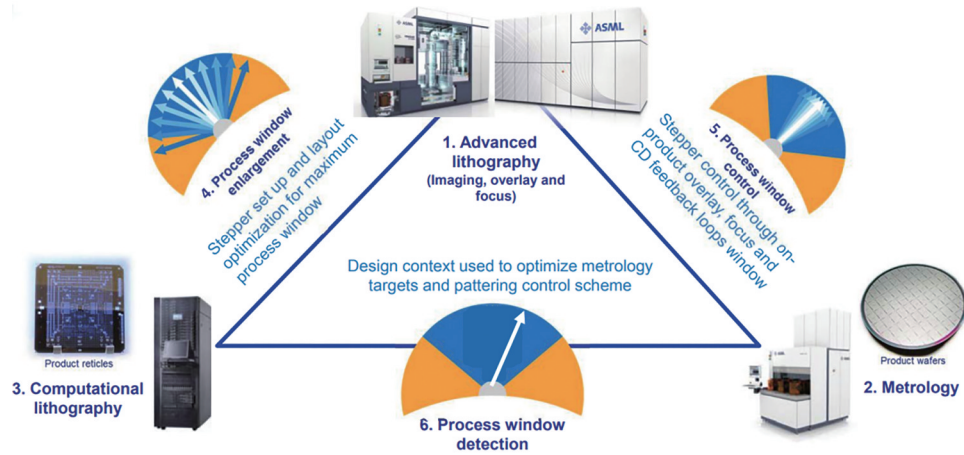 ASML
ASML
1. Advanced
lithography
(Imaging, overlay and
focus)
4. Process window
enlargement
Stepper set up and layout
optimization for maximum
process window
5. Process window
control
Stepper control through on-
product overlay, focus and
CD feedback loops window
Design context used to optimize metrology
targets and pattering control scheme
Product reticles
3. Computational
lithography
6. Process window
detection
Product wafers
2. Metrology